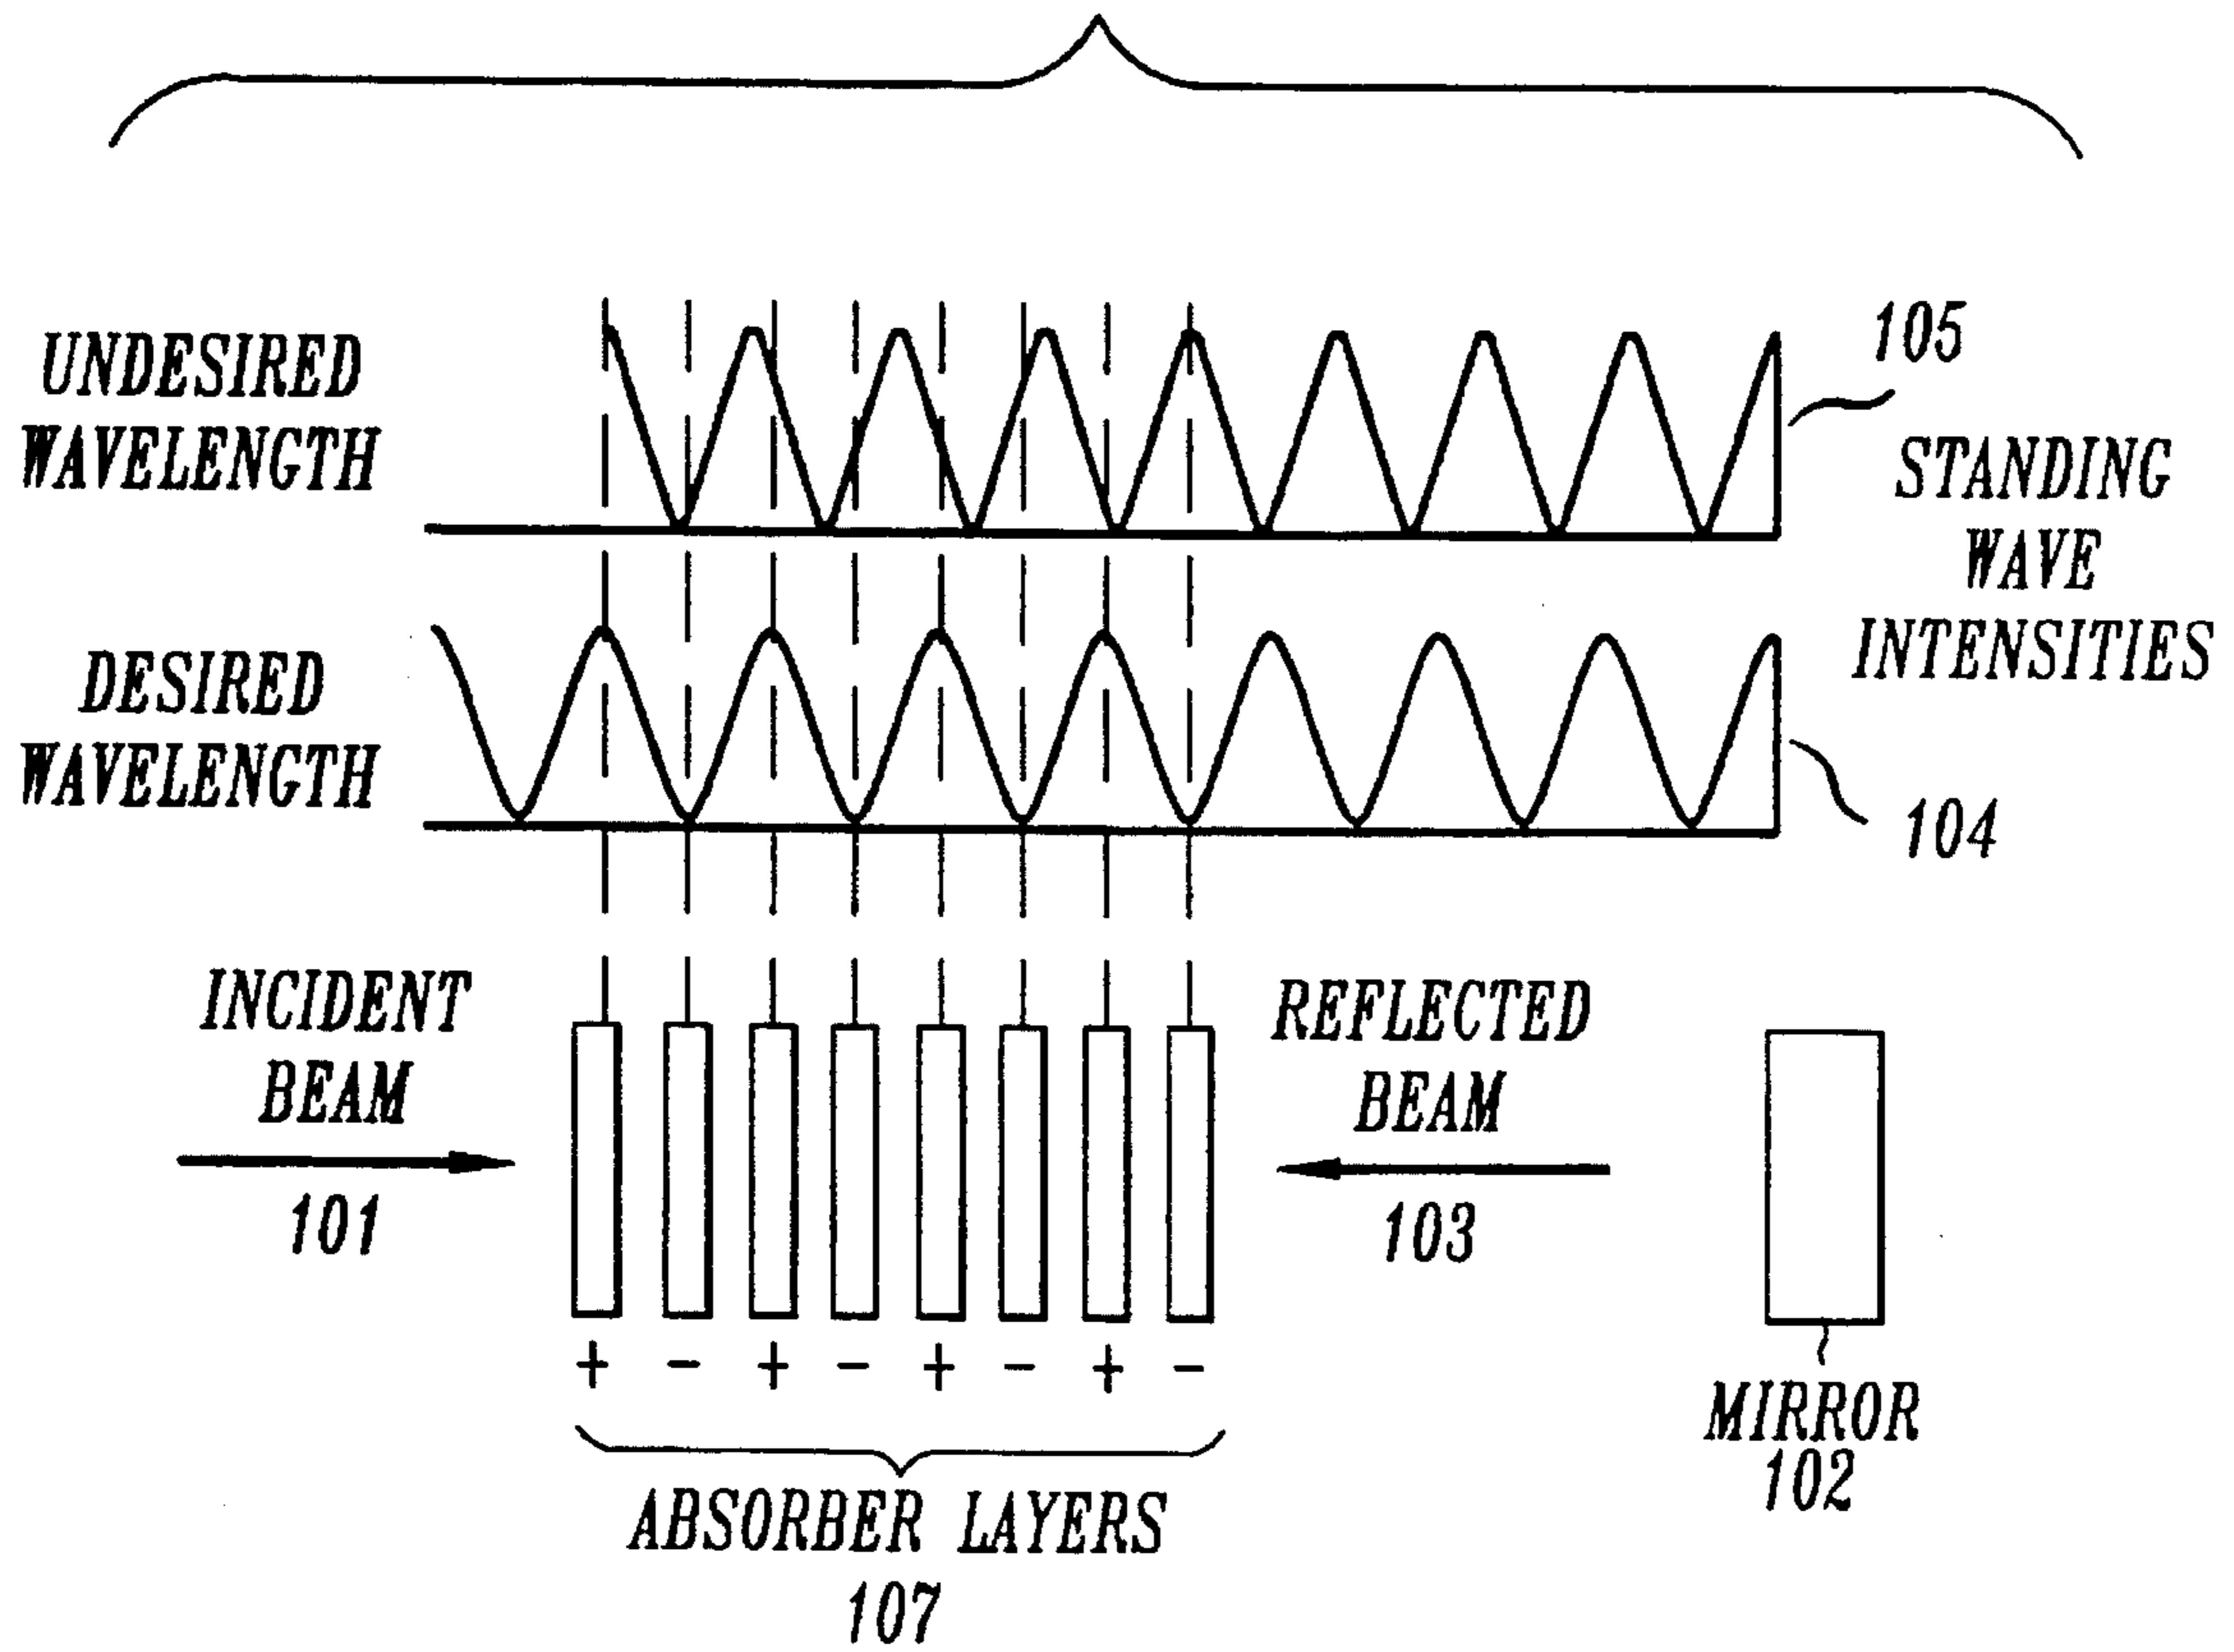 UNDESIRED
WAVELENGTH
105
STANDING
WAVE
INTENSITIES
DESIRED
WAVELENGTH
104
INCIDENT
BEAM
101
REFLECTED
BEAM
103
+ - + - + - + -
ABSORBER LAYERS
107
MIRROR
102